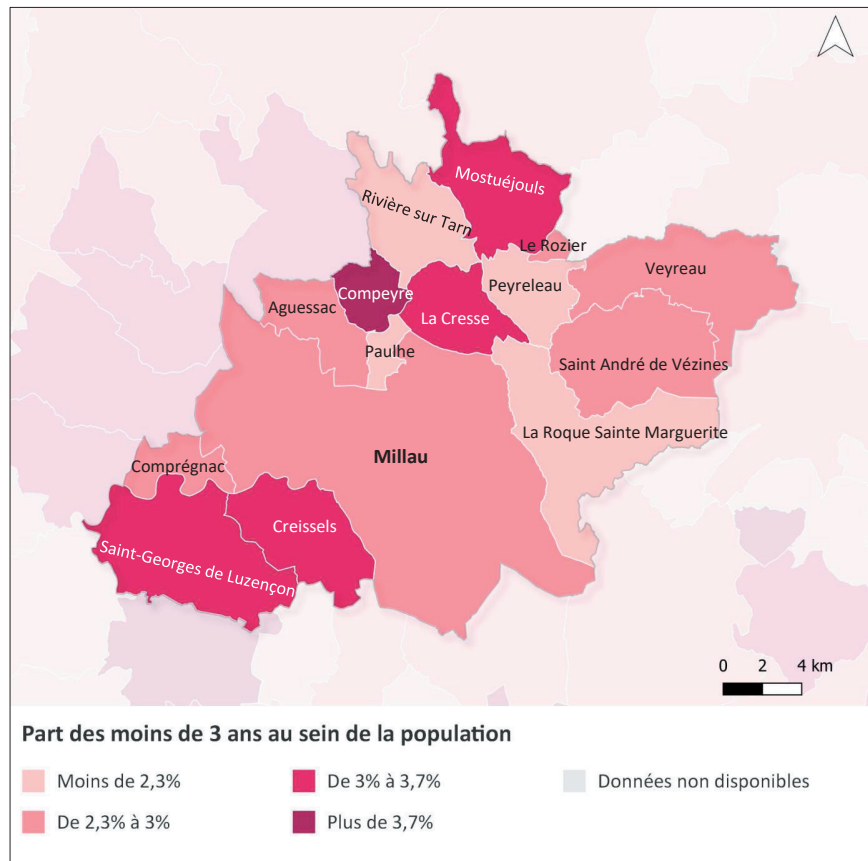 Mostuéjouls
Rivière sur Tarn
Le Rozier
Veyreau
Peyreleau
Compeyre
Aguessac
La Cresse
Paulhe
Saint André de Vézines
La Roque Sainte Marguerite
Millau
Comprégnac
Creissels
Saint-Georges de Luzençon
0 2 4 km
Part des moins de 3 ans au sein de la population
Moins de 2,3%
De 3% à 3,7%
Données non disponibles
De 2,3% à 3%
Plus de 3,7%